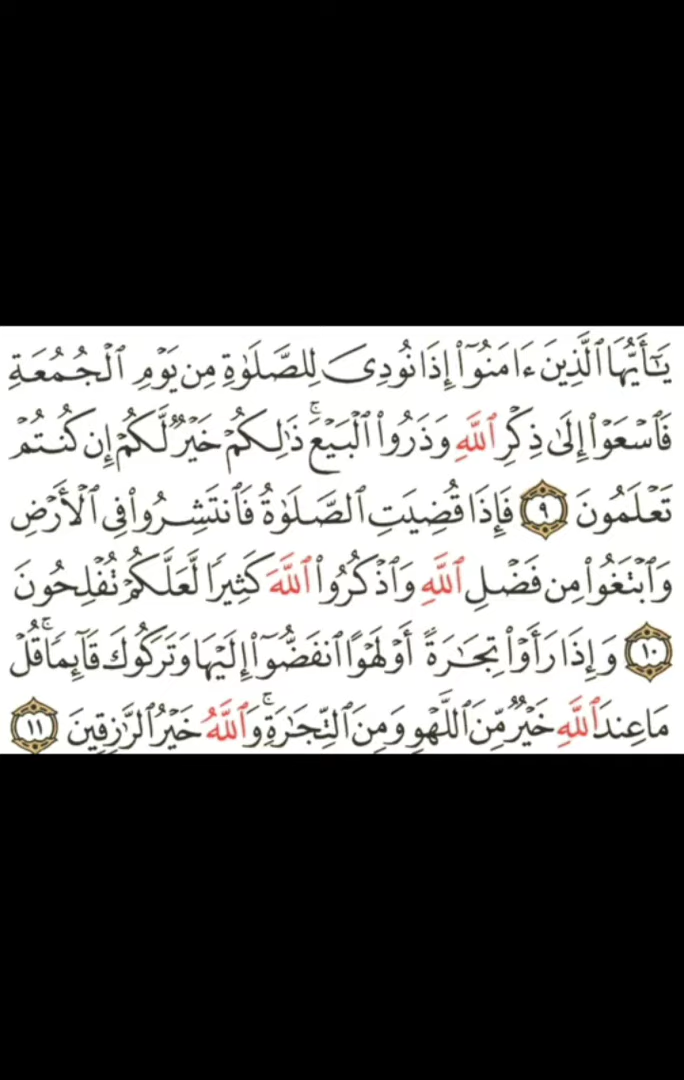 يَٰٓأَيُّهَا ٱلَّذِينَ ءَامَنُوٓا۟ إِذَا نُودِىَ لِلصَّلَوٰةِ مِن يَوْمِ ٱلْجُمُعَةِ
فَٱسْعَوْا۟ إِلَىٰ ذِكْرِ ٱللَّهِ وَذَرُوا۟ ٱلْبَيْعَ ۚ ذَٰلِكُمْ خَيْرٌ لَّكُمْ إِن كُنتُمْ
تَعْلَمُونَ ٩ فَإِذَا قُضِيَتِ ٱلصَّلَوٰةُ فَٱنتَشِرُوا۟ فِى ٱلْأَرْضِ
وَٱبْتَغُوا۟ مِن فَضْلِ ٱللَّهِ وَٱذْكُرُوا۟ ٱللَّهَ كَثِيرًا لَّعَلَّكُمْ تُفْلِحُونَ
١٠ وَإِذَا رَأَوْا۟ تِجَٰرَةً أَوْ لَهْوًا ٱنفَضُّوٓا۟ إِلَيْهَا وَتَرَكُوكَ قَآئِمًا ۚ قُلْ
مَا عِندَ ٱللَّهِ خَيْرٌ مِّنَ ٱللَّهْوِ وَمِنَ ٱلتِّجَٰرَةِ ۚ وَٱللَّهُ خَيْرُ ٱلرَّٰزِقِينَ ١١